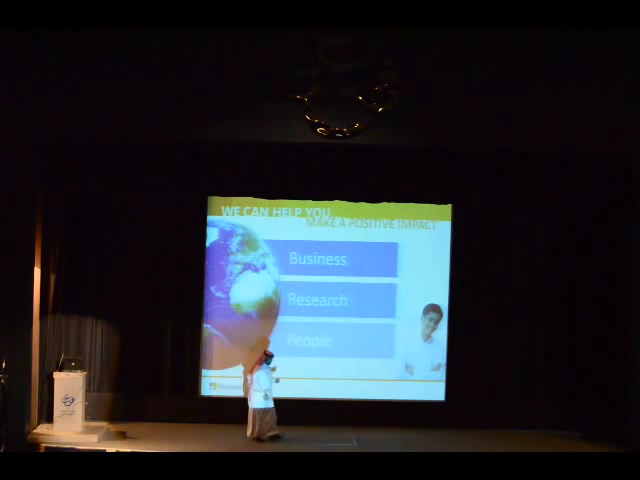 WE CAN HELP YOU
MAKE A POSITIVE IMPACT
Business
Research
People